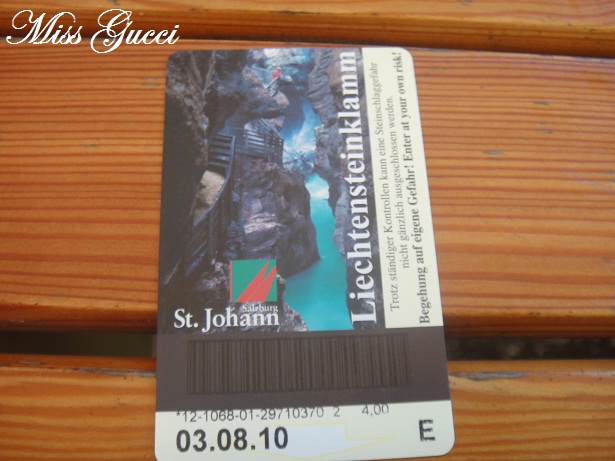 Miss Gucci
Liechtensteinklamm
Trotz ständiger Kontrollen kann eine Steinschlaggefahr
nicht gänzlich ausgeschlossen werden.
Begehung auf eigene Gefahr! Enter at your own risk!
Salzburg
St. Johann
*12-1068-01-29710370 2 4,00
03.08.10
E